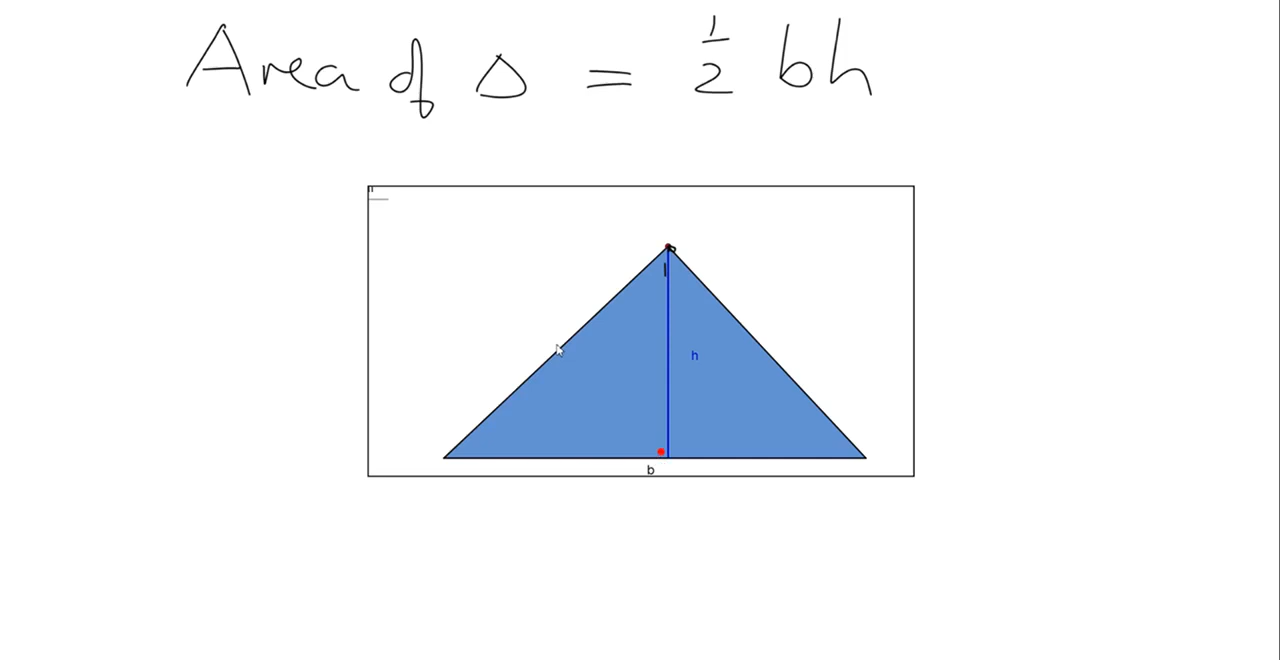 Area of Δ = 1/2 bh
h
b